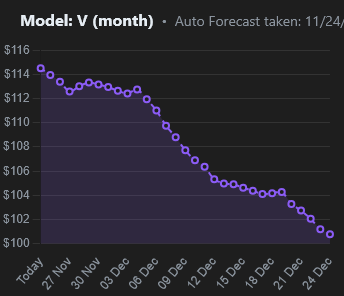 Model: V (month) • Auto Forecast taken: 11/24/
$116
$114
$112
$110
$108
$106
$104
$102
$100
Today
27 Nov
30 Nov
03 Dec
06 Dec
09 Dec
12 Dec
15 Dec
18 Dec
21 Dec
24 Dec